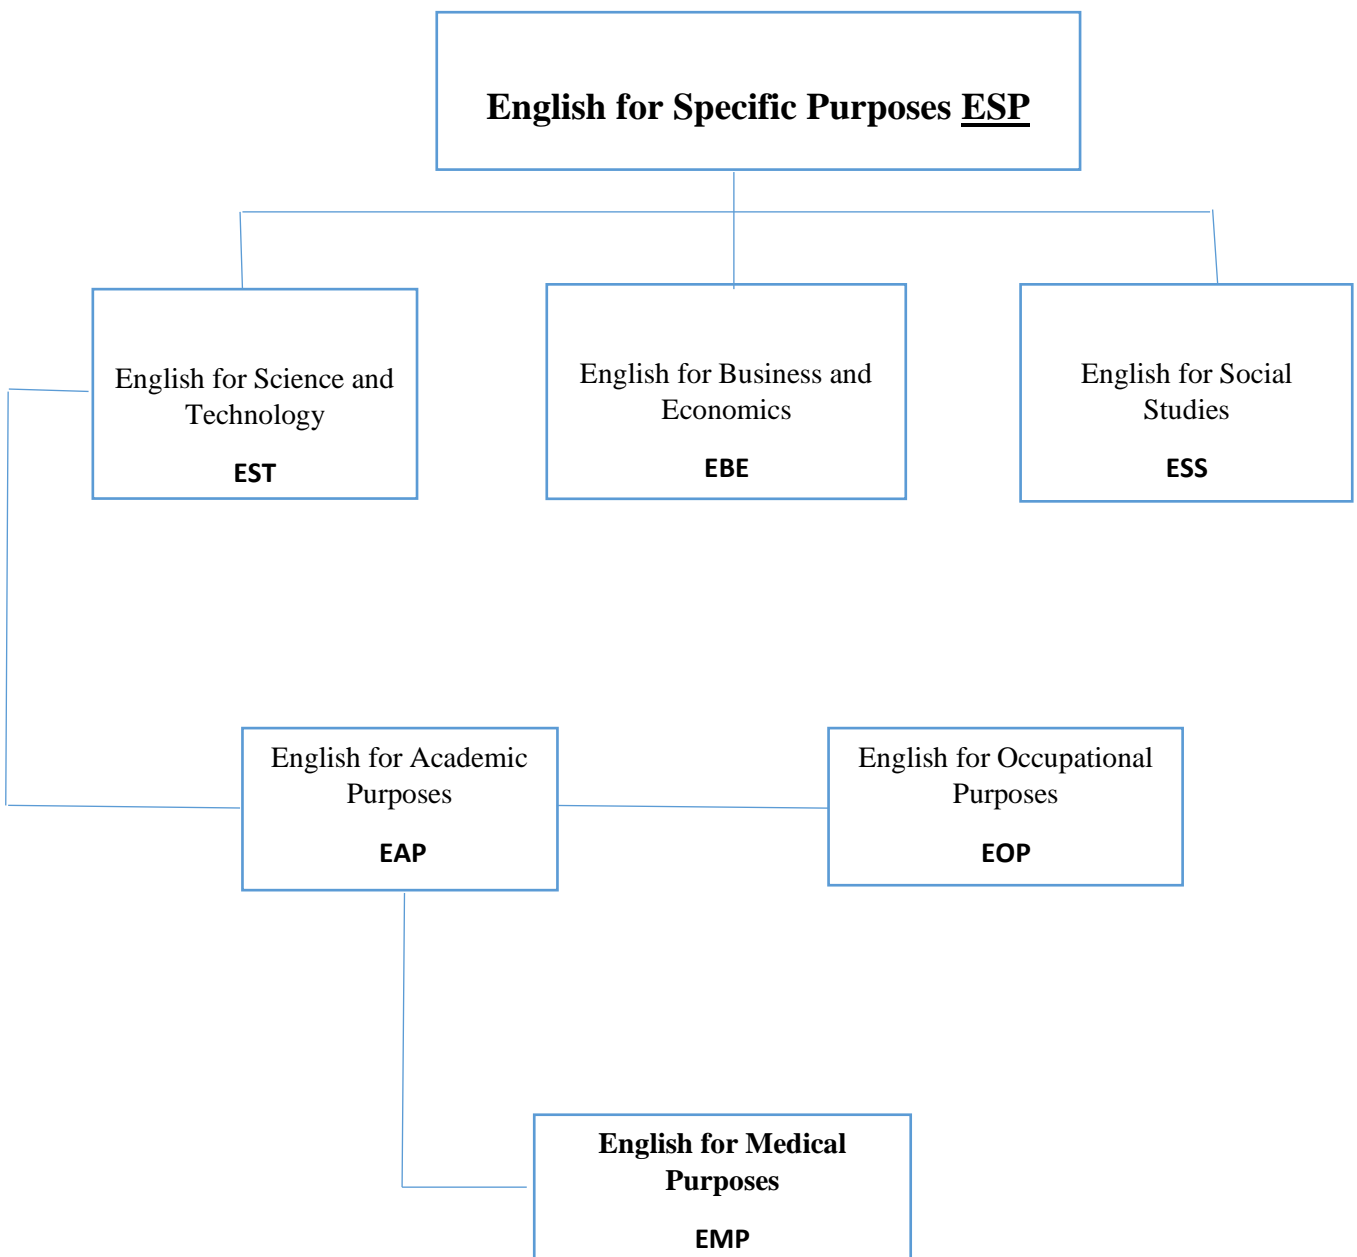 English for Specific Purposes ESP
English for Science and
Technology
EST
English for Business and
Economics
EBE
English for Social
Studies
ESS
English for Academic
Purposes
EAP
English for Occupational
Purposes
EOP
English for Medical
Purposes
EMP